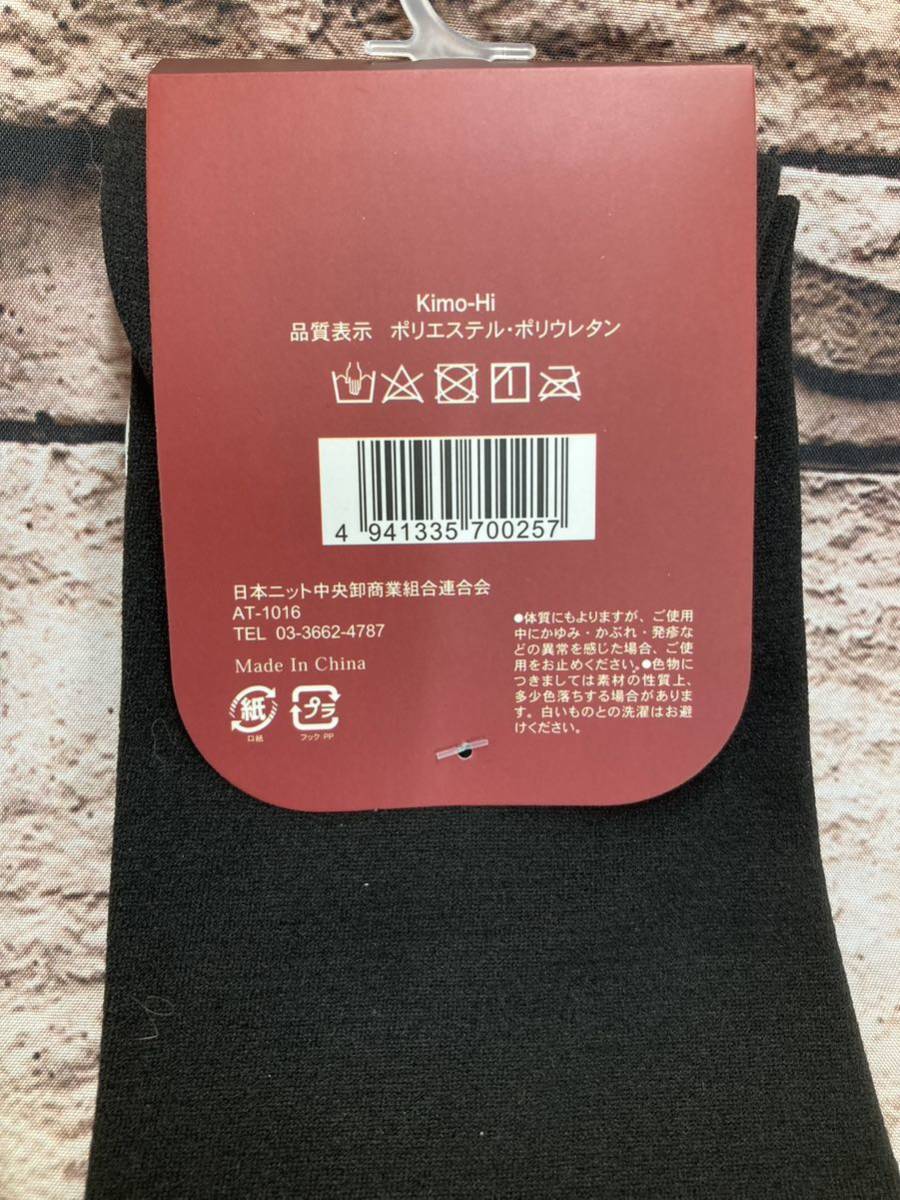 Kimo-Hi
品質表示 ポリエステル・ポリウレタン
4 941335 700257
日本ニット中央卸商業組合連合会
AT-1016
TEL 03-3662-4787
Made In China
紙
口紙
プラ
フック PP
●体質にもよりますが、ご使用
中にかゆみ・かぶれ・発疹な
どの異常を感じた場合、ご使
用をお止めください。●色物に
つきましては素材の性質上、
多少色落ちする場合がありま
す。白いものとの洗濯はお避
けください。